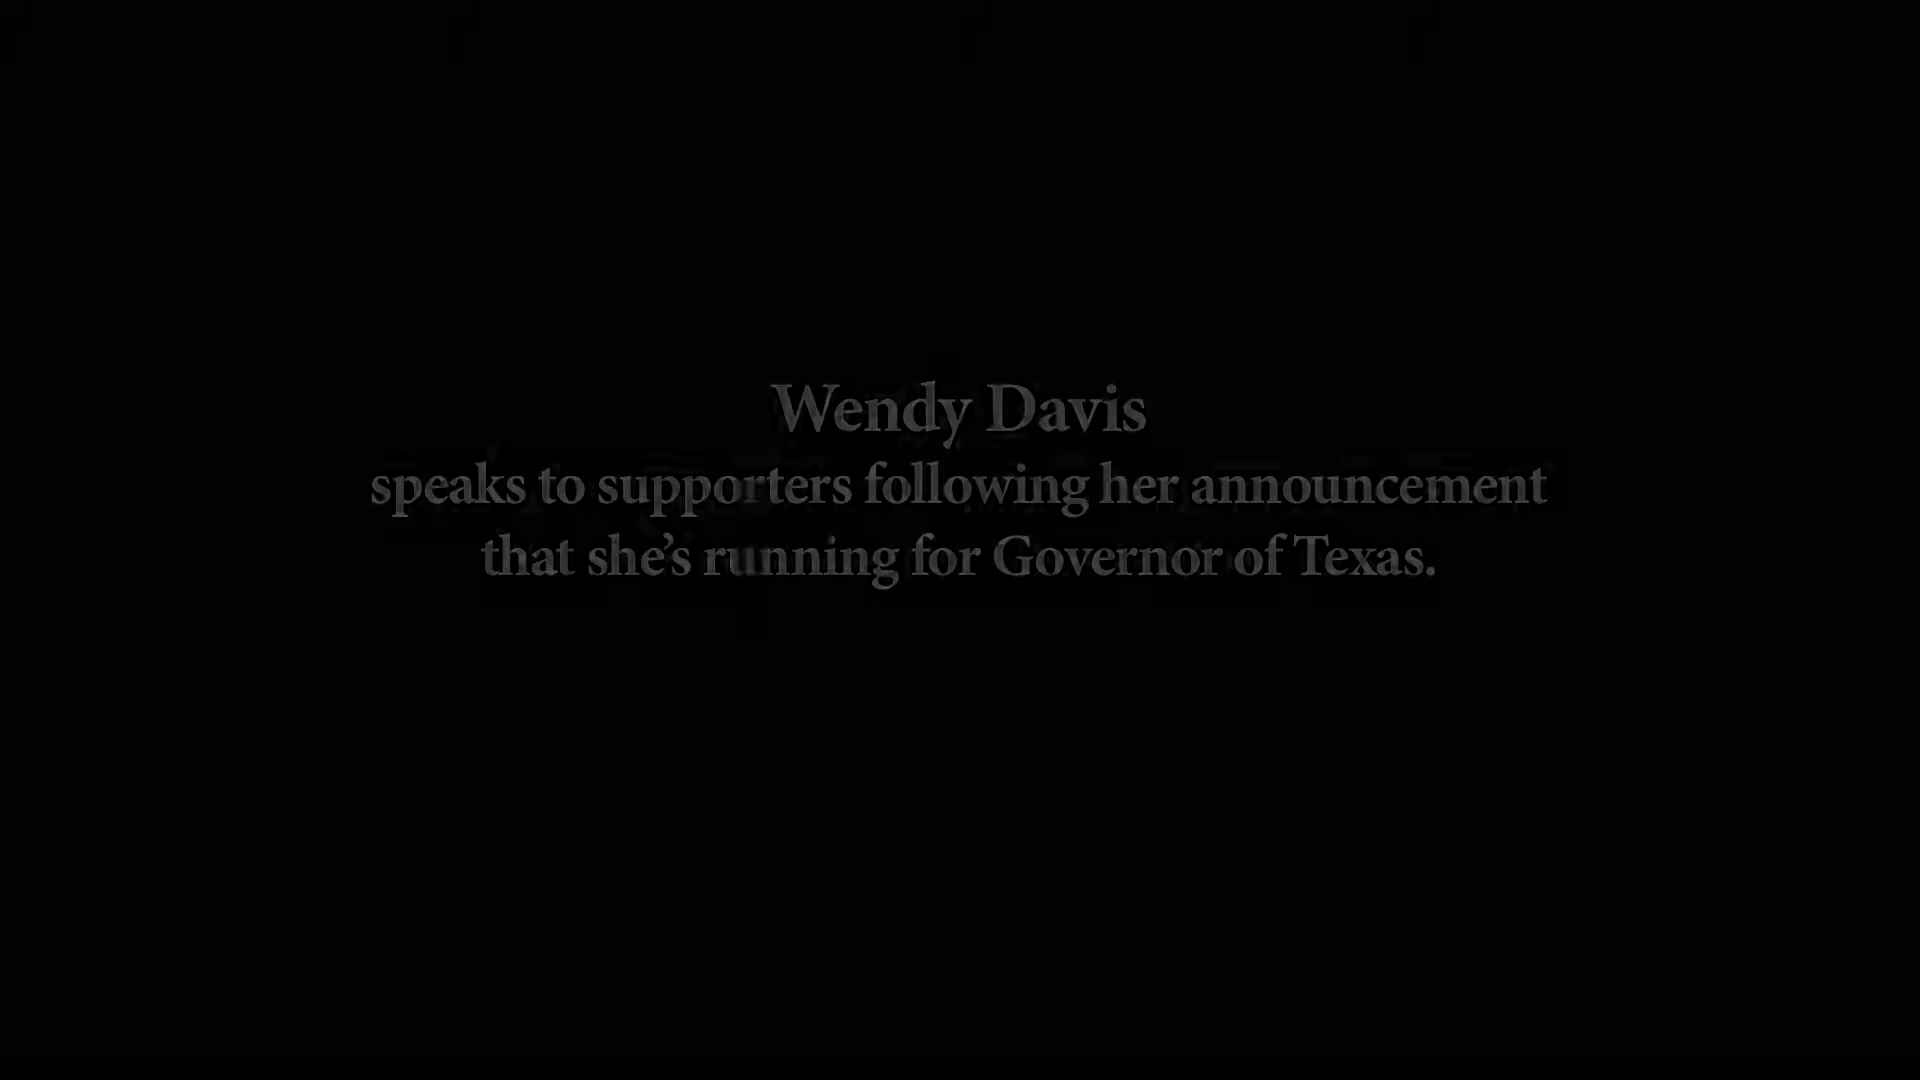 Wendy Davis
speaks to supporters following her announcement
that she’s running for Governor of Texas.